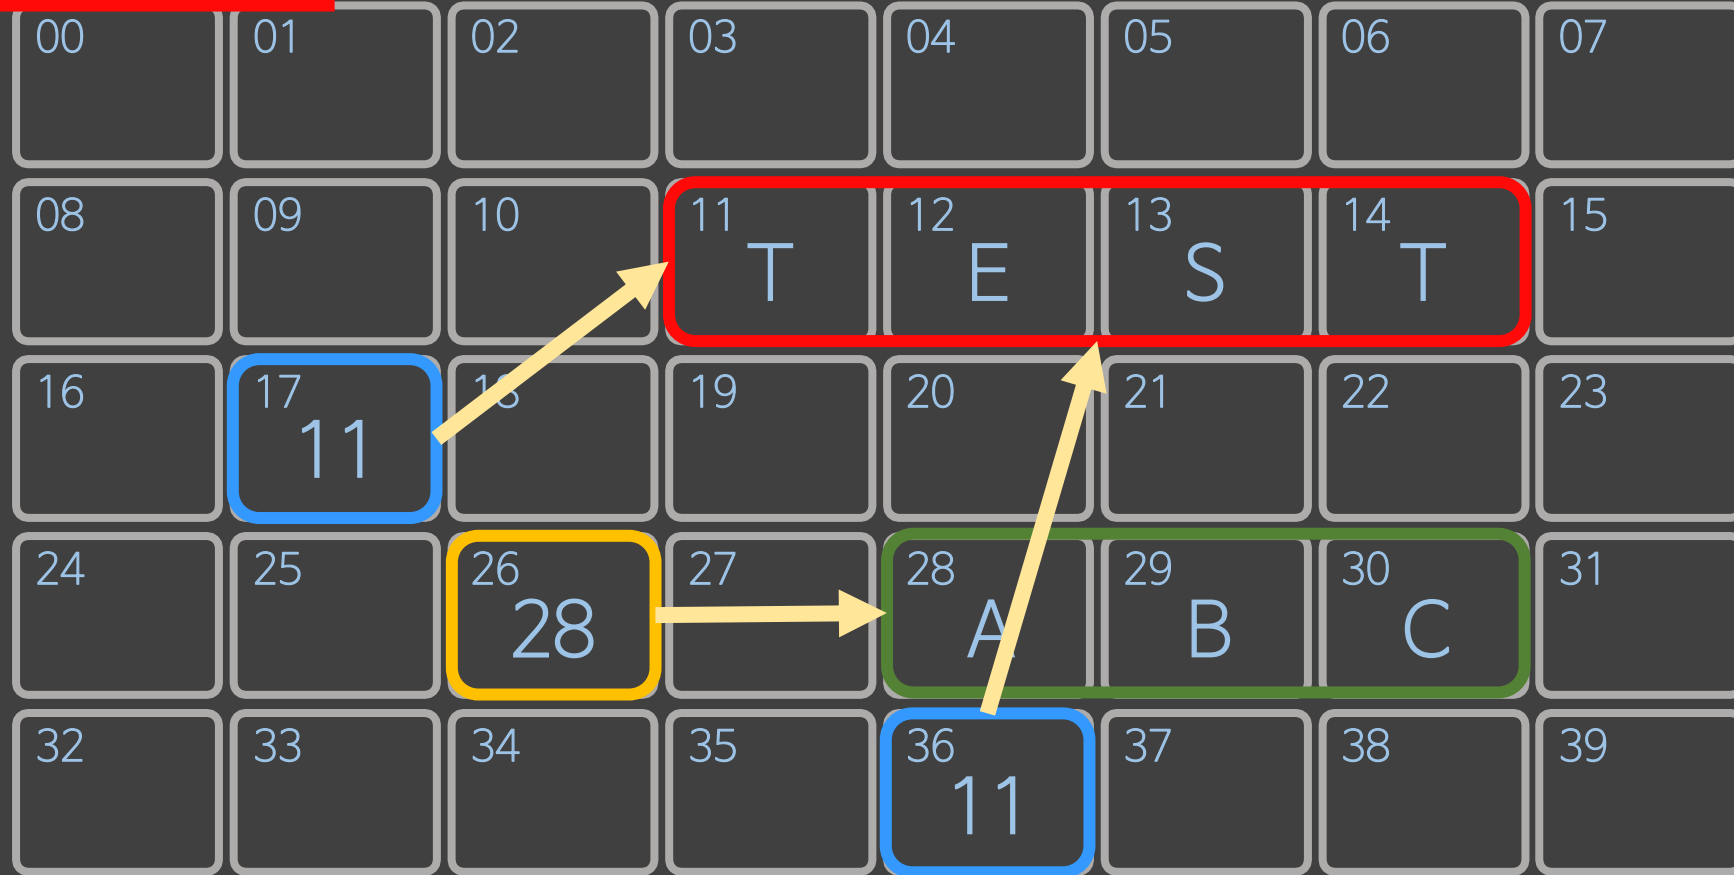 00 01 02 03 04 05 06 07
08 09 10 11 12 13 14 15
T E S T
16 17 18 19 20 21 22 23
11
24 25 26 27 28 29 30 31
28 A B C
32 33 34 35 36 37 38 39
11